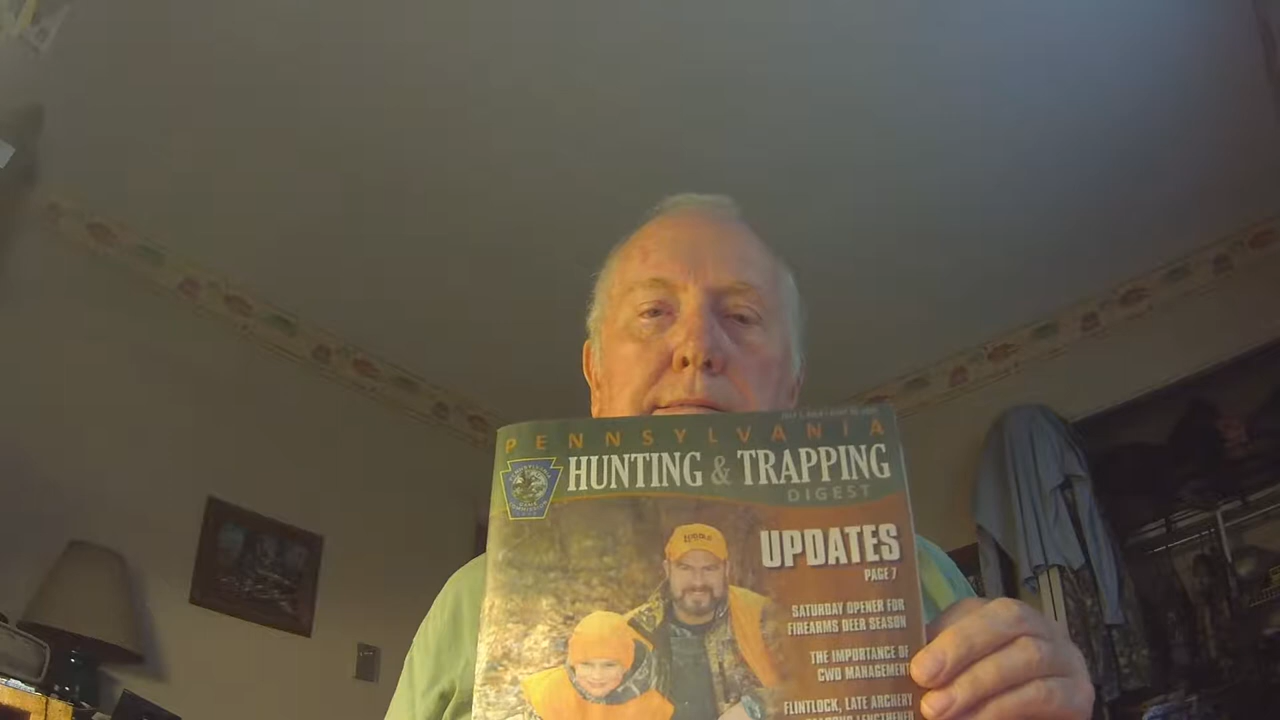 PENNSYLVANIA
HUNTING & TRAPPING
DIGEST
UPDATES
PAGE 7
SATURDAY OPENER FOR
FIREARMS DEER SEASON
THE IMPORTANCE OF
CWD MANAGEMENT
FLINTLOCK, LATE ARCHERY